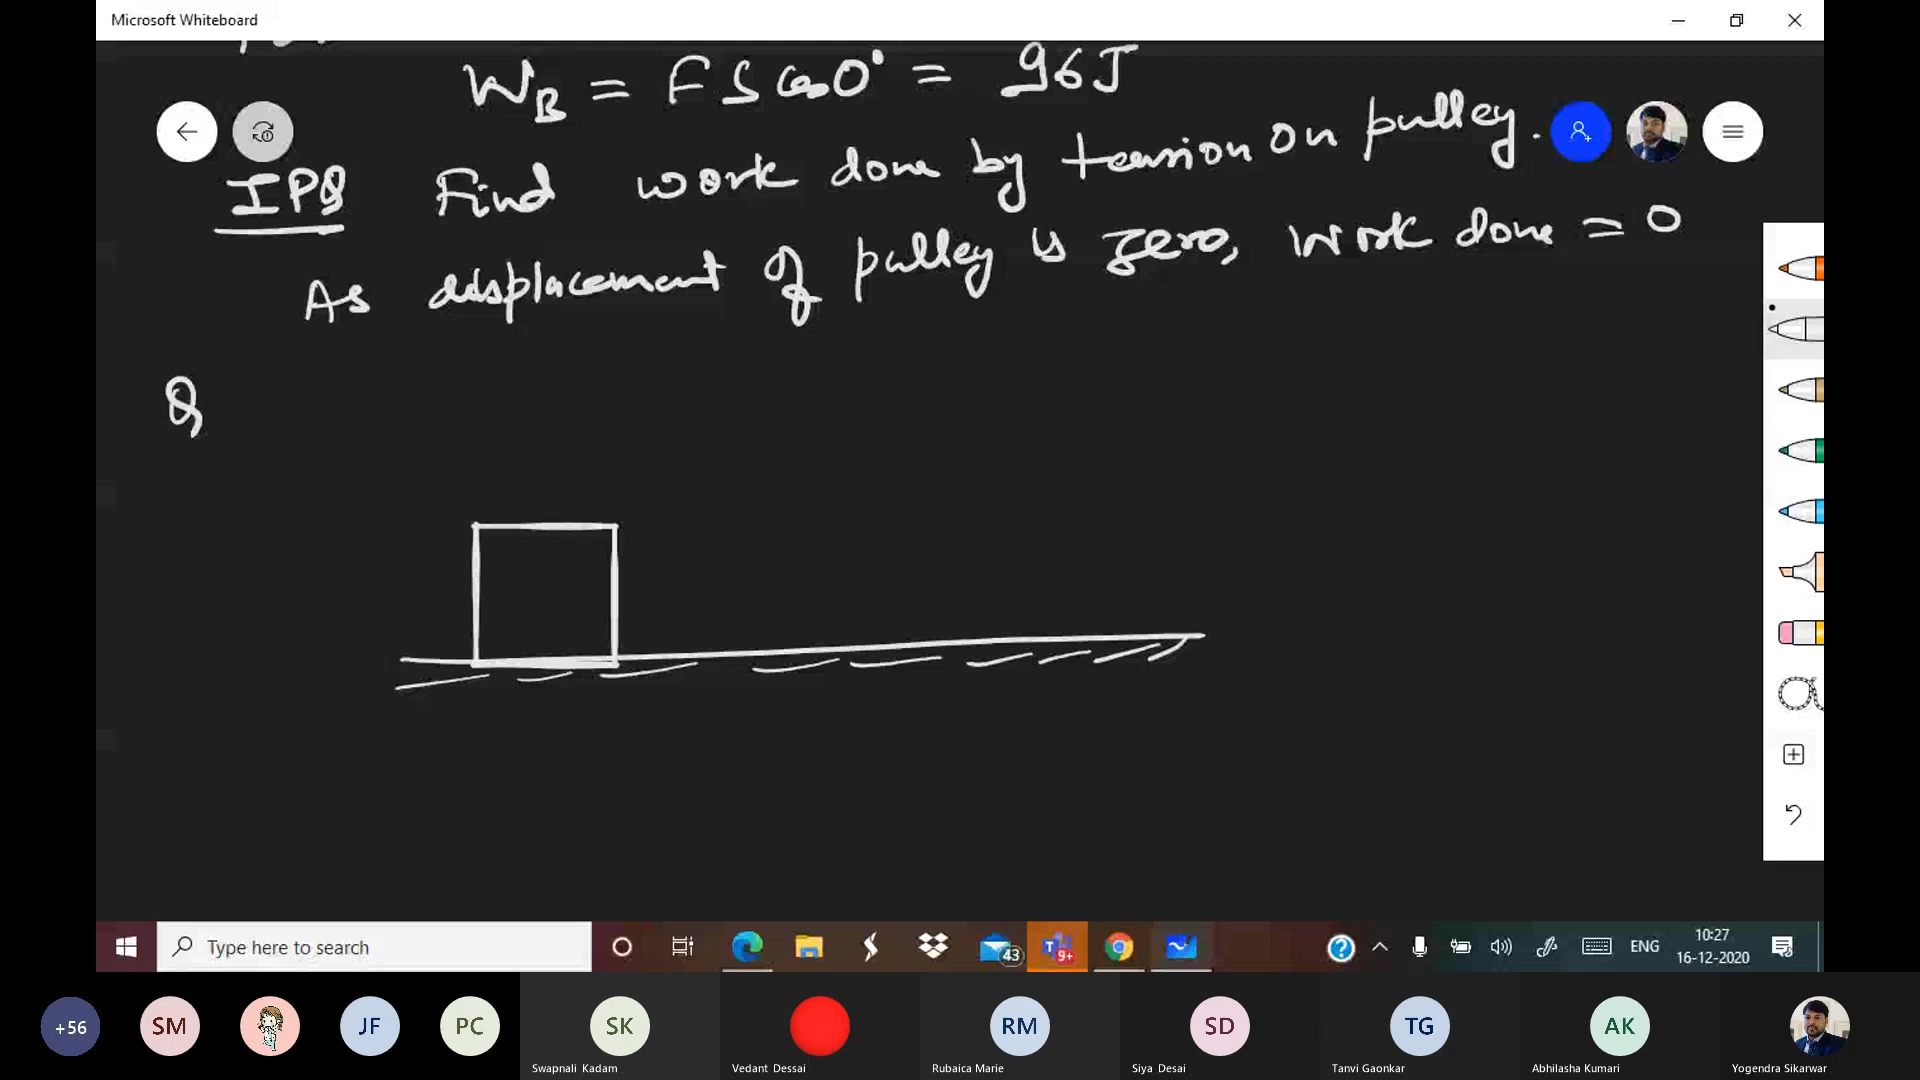 Microsoft Whiteboard
W_B = F S cos 0° = 96 J
IPQ Find work done by tension on pulley.
As displacement of pulley is zero, work done = 0
Q
Type here to search
43
9+
ENG
10:27
16-12-2020
+56
SM
JF
PC
SK
RM
SD
TG
AK
Swapnali Kadam
Vedant Dessai
Rubaica Marie
Siya Desai
Tanvi Gaonkar
Abhilasha Kumari
Yogendra Sikarwar